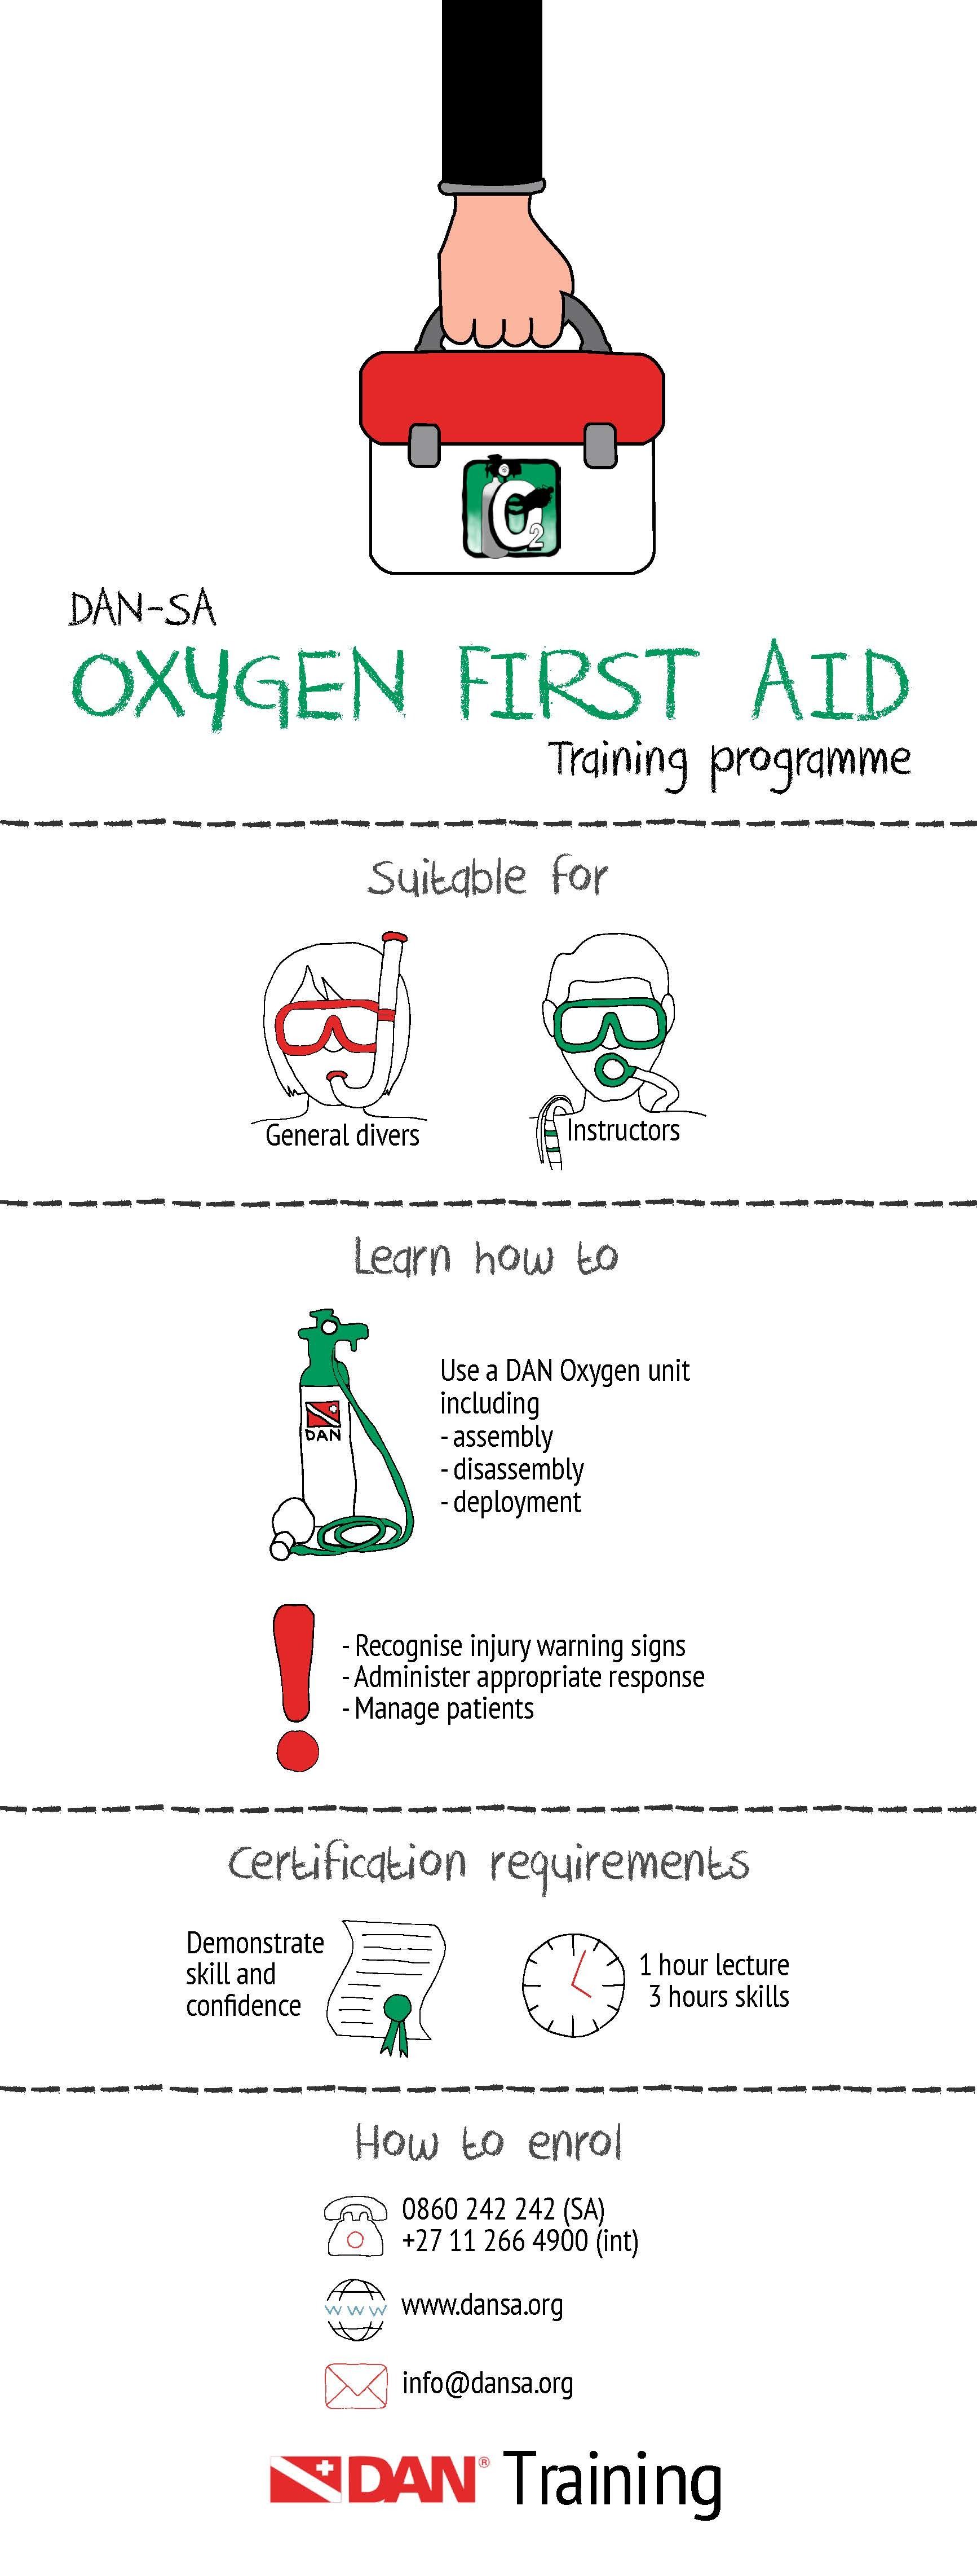 O2
DAN-SA
OXYGEN FIRST AID
Training programme
Suitable for
General divers
Instructors
Learn how to
DAN
Use a DAN Oxygen unit
including
- assembly
- disassembly
- deployment
- Recognise injury warning signs
- Administer appropriate response
- Manage patients
Certification requirements
Demonstrate
skill and
confidence
1 hour lecture
3 hours skills
How to enrol
0860 242 242 (SA)
+27 11 266 4900 (int)
www
www.dansa.org
info@dansa.org
DAN® Training